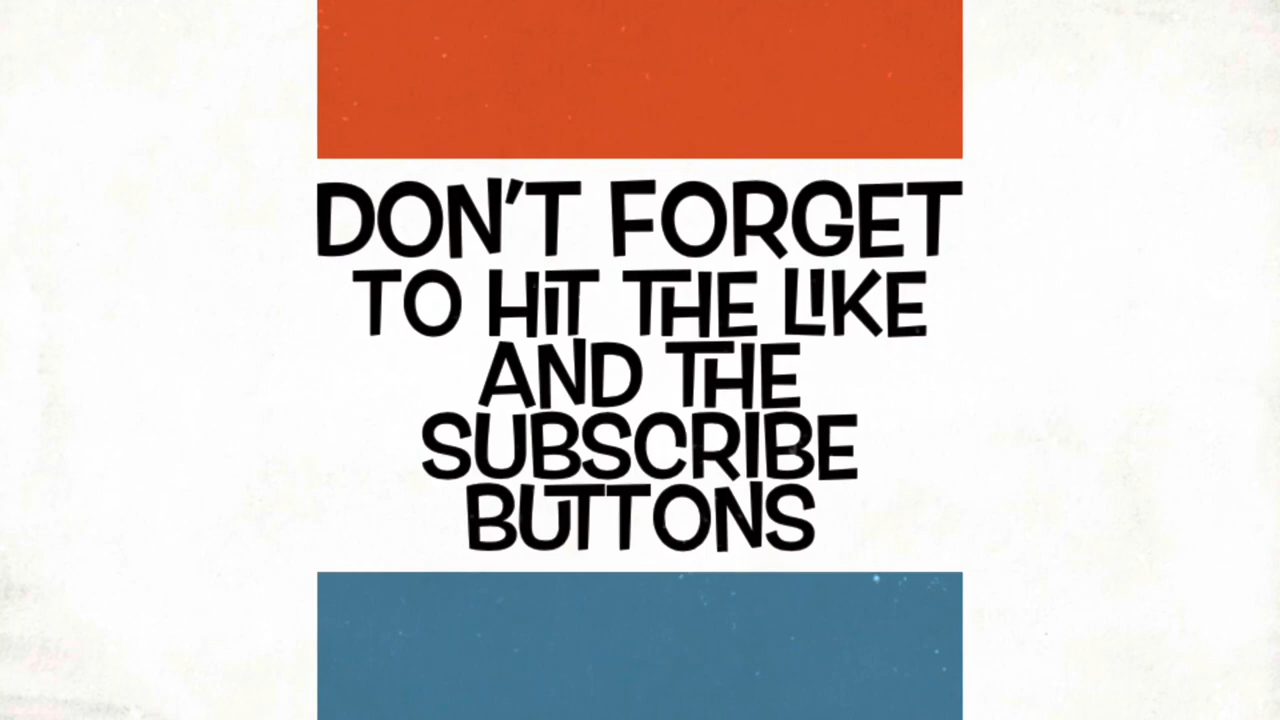 DON'T FORGET
TO HiT THE LIKE
AND THE
SUBSCRIBE
BUTTONS